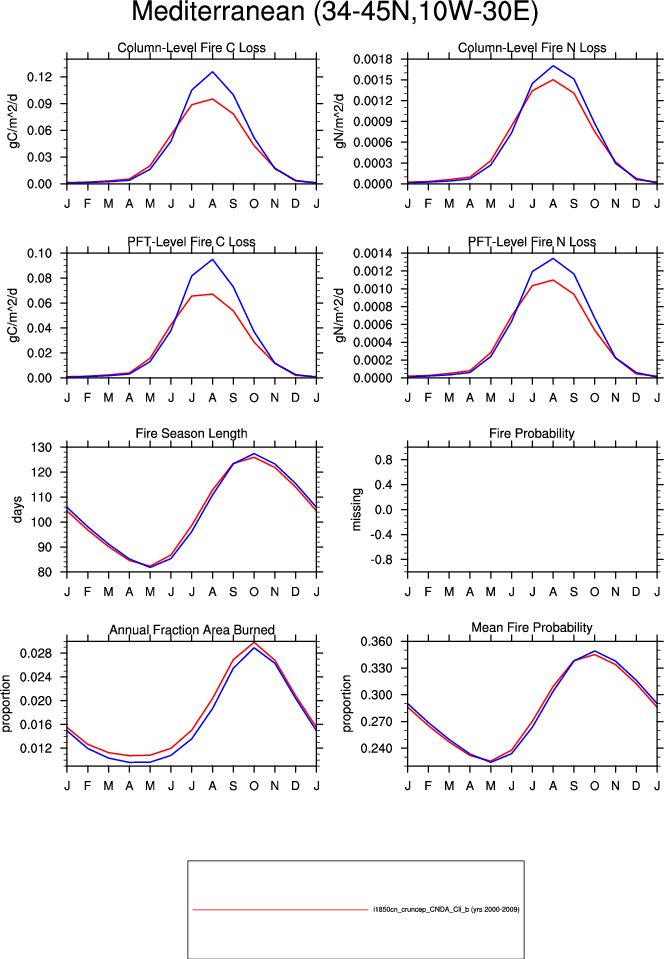 Mediterranean (34-45N,10W-30E)
Column-Level Fire C Loss
gC/m^2/d
0.12
0.09
0.06
0.03
0.00
J F M A M J J A S O N D J
Column-Level Fire N Loss
gN/m^2/d
0.0018
0.0015
0.0012
0.0009
0.0006
0.0003
0.0000
J F M A M J J A S O N D J
PFT-Level Fire C Loss
gC/m^2/d
0.10
0.08
0.06
0.04
0.02
0.00
J F M A M J J A S O N D J
PFT-Level Fire N Loss
gN/m^2/d
0.0014
0.0012
0.0010
0.0008
0.0006
0.0004
0.0002
0.0000
J F M A M J J A S O N D J
Fire Season Length
days
130
120
110
100
90
80
J F M A M J J A S O N D J
Fire Probability
missing
0.8
0.4
0.0
-0.4
-0.8
J F M A M J J A S O N D J
Annual Fraction Area Burned
proportion
0.028
0.024
0.020
0.016
0.012
J F M A M J J A S O N D J
Mean Fire Probability
proportion
0.360
0.330
0.300
0.270
0.240
J F M A M J J A S O N D J
i1850cn_cruncep_CNDA_Cli_b (yrs 2000-2009)